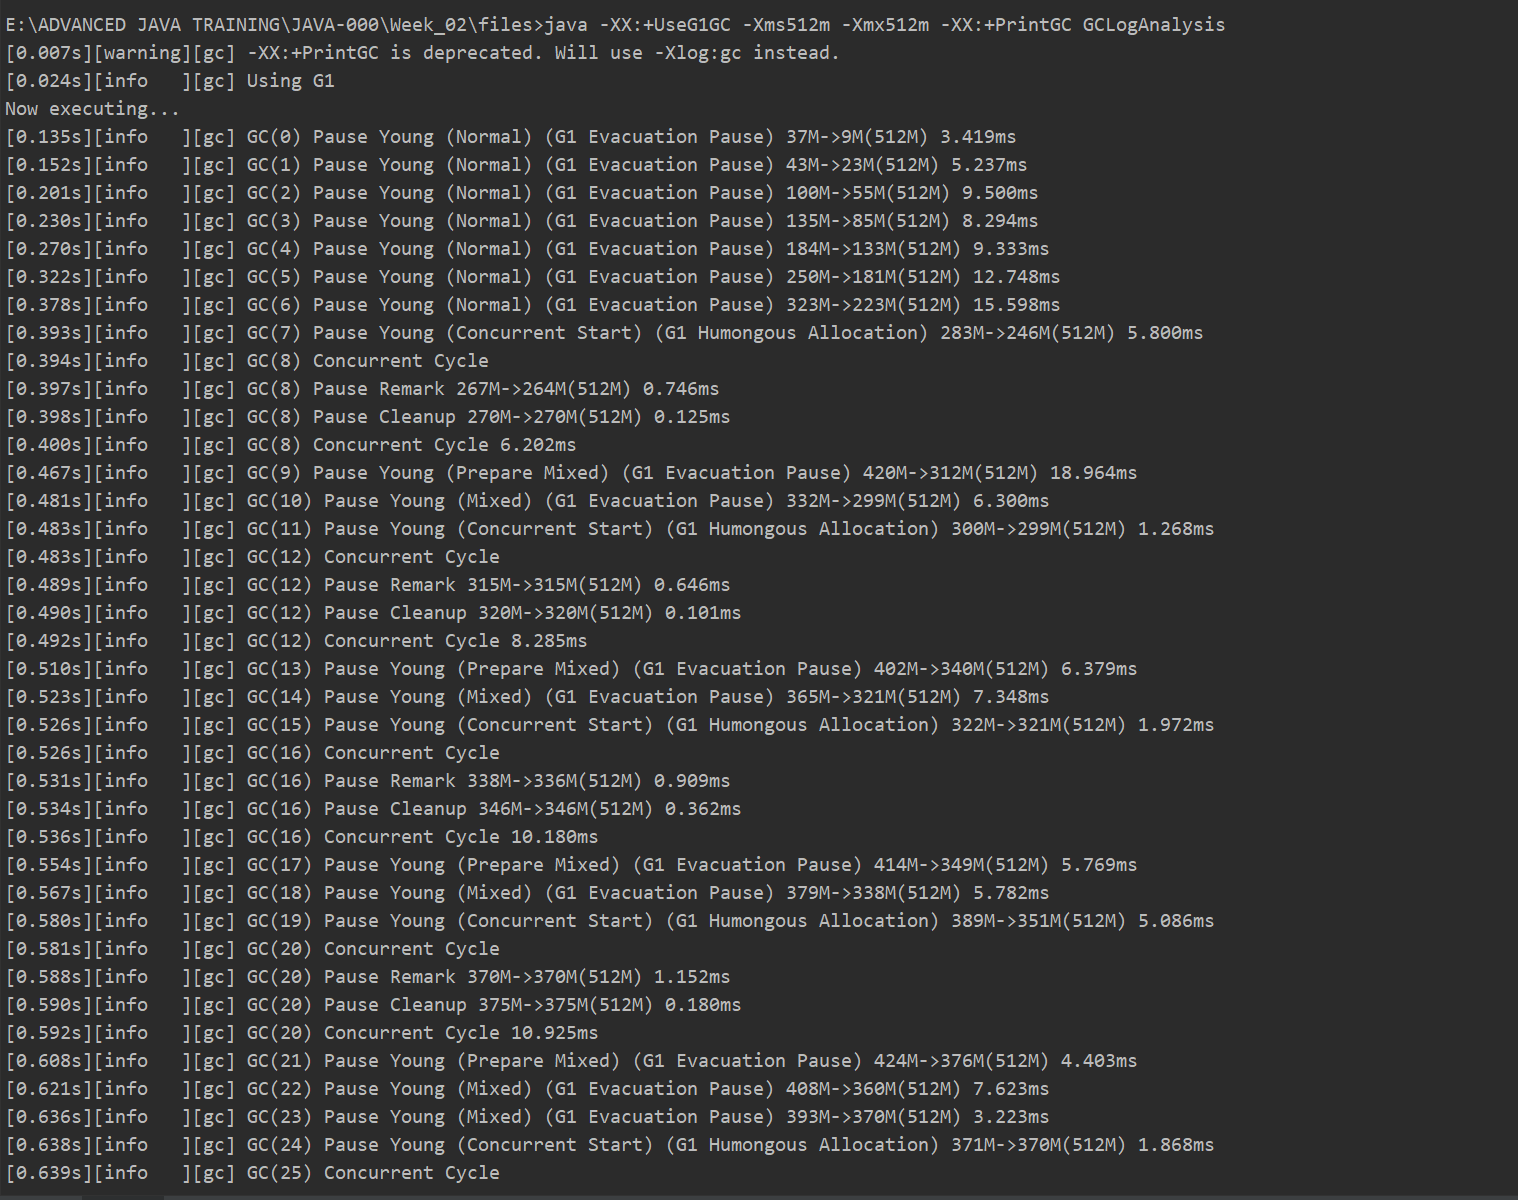 E:\ADVANCED JAVA TRAINING\JAVA-000\Week_02\files>java -XX:+UseG1GC -Xms512m -Xmx512m -XX:+PrintGC GCLogAnalysis
[0.007s][warning][gc] -XX:+PrintGC is deprecated. Will use -Xlog:gc instead.
[0.024s][info   ][gc] Using G1
Now executing...
[0.135s][info   ][gc] GC(0) Pause Young (Normal) (G1 Evacuation Pause) 37M->9M(512M) 3.419ms
[0.152s][info   ][gc] GC(1) Pause Young (Normal) (G1 Evacuation Pause) 43M->23M(512M) 5.237ms
[0.201s][info   ][gc] GC(2) Pause Young (Normal) (G1 Evacuation Pause) 100M->55M(512M) 9.500ms
[0.230s][info   ][gc] GC(3) Pause Young (Normal) (G1 Evacuation Pause) 135M->85M(512M) 8.294ms
[0.270s][info   ][gc] GC(4) Pause Young (Normal) (G1 Evacuation Pause) 184M->133M(512M) 9.333ms
[0.322s][info   ][gc] GC(5) Pause Young (Normal) (G1 Evacuation Pause) 250M->181M(512M) 12.748ms
[0.378s][info   ][gc] GC(6) Pause Young (Normal) (G1 Evacuation Pause) 323M->223M(512M) 15.598ms
[0.393s][info   ][gc] GC(7) Pause Young (Concurrent Start) (G1 Humongous Allocation) 283M->246M(512M) 5.800ms
[0.394s][info   ][gc] GC(8) Concurrent Cycle
[0.397s][info   ][gc] GC(8) Pause Remark 267M->264M(512M) 0.746ms
[0.398s][info   ][gc] GC(8) Pause Cleanup 270M->270M(512M) 0.125ms
[0.400s][info   ][gc] GC(8) Concurrent Cycle 6.202ms
[0.467s][info   ][gc] GC(9) Pause Young (Prepare Mixed) (G1 Evacuation Pause) 420M->312M(512M) 18.964ms
[0.481s][info   ][gc] GC(10) Pause Young (Mixed) (G1 Evacuation Pause) 332M->299M(512M) 6.300ms
[0.483s][info   ][gc] GC(11) Pause Young (Concurrent Start) (G1 Humongous Allocation) 300M->299M(512M) 1.268ms
[0.483s][info   ][gc] GC(12) Concurrent Cycle
[0.489s][info   ][gc] GC(12) Pause Remark 315M->315M(512M) 0.646ms
[0.490s][info   ][gc] GC(12) Pause Cleanup 320M->320M(512M) 0.101ms
[0.492s][info   ][gc] GC(12) Concurrent Cycle 8.285ms
[0.510s][info   ][gc] GC(13) Pause Young (Prepare Mixed) (G1 Evacuation Pause) 402M->340M(512M) 6.379ms
[0.523s][info   ][gc] GC(14) Pause Young (Mixed) (G1 Evacuation Pause) 365M->321M(512M) 7.348ms
[0.526s][info   ][gc] GC(15) Pause Young (Concurrent Start) (G1 Humongous Allocation) 322M->321M(512M) 1.972ms
[0.526s][info   ][gc] GC(16) Concurrent Cycle
[0.531s][info   ][gc] GC(16) Pause Remark 338M->336M(512M) 0.909ms
[0.534s][info   ][gc] GC(16) Pause Cleanup 346M->346M(512M) 0.362ms
[0.536s][info   ][gc] GC(16) Concurrent Cycle 10.180ms
[0.554s][info   ][gc] GC(17) Pause Young (Prepare Mixed) (G1 Evacuation Pause) 414M->349M(512M) 5.769ms
[0.567s][info   ][gc] GC(18) Pause Young (Mixed) (G1 Evacuation Pause) 379M->338M(512M) 5.782ms
[0.580s][info   ][gc] GC(19) Pause Young (Concurrent Start) (G1 Humongous Allocation) 389M->351M(512M) 5.086ms
[0.581s][info   ][gc] GC(20) Concurrent Cycle
[0.588s][info   ][gc] GC(20) Pause Remark 370M->370M(512M) 1.152ms
[0.590s][info   ][gc] GC(20) Pause Cleanup 375M->375M(512M) 0.180ms
[0.592s][info   ][gc] GC(20) Concurrent Cycle 10.925ms
[0.608s][info   ][gc] GC(21) Pause Young (Prepare Mixed) (G1 Evacuation Pause) 424M->376M(512M) 4.403ms
[0.621s][info   ][gc] GC(22) Pause Young (Mixed) (G1 Evacuation Pause) 408M->360M(512M) 7.623ms
[0.636s][info   ][gc] GC(23) Pause Young (Mixed) (G1 Evacuation Pause) 393M->370M(512M) 3.223ms
[0.638s][info   ][gc] GC(24) Pause Young (Concurrent Start) (G1 Humongous Allocation) 371M->370M(512M) 1.868ms
[0.639s][info   ][gc] GC(25) Concurrent Cycle